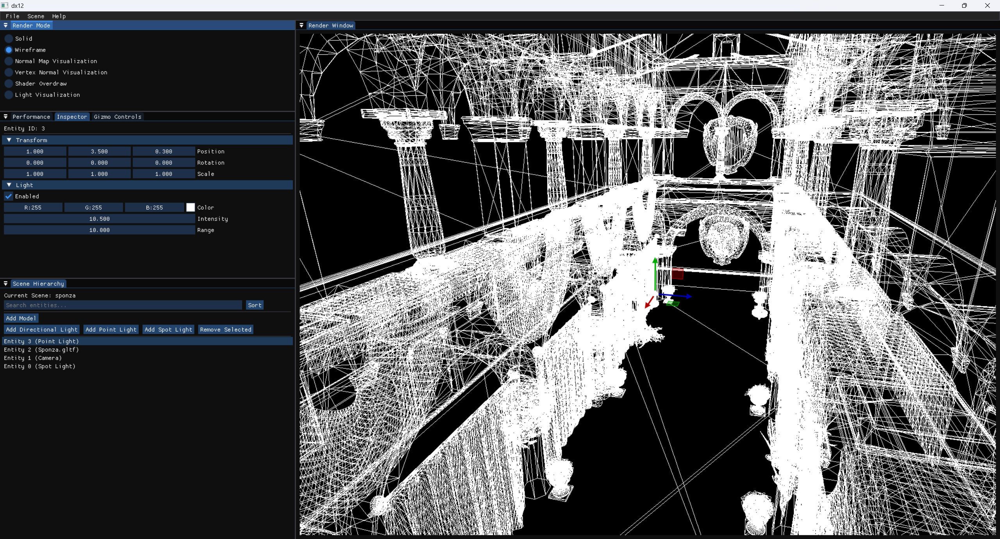 dx12
File Scene Help
Render Mode
Solid
Wireframe
Normal Map Visualization
Vertex Normal Visualization
Shader Overdraw
Light Visualization
Performance Inspector Gizmo Controls
Entity ID: 3
Transform
1.000 3.500 0.300 Position
0.000 0.000 0.000 Rotation
1.000 1.000 1.000 Scale
Light
Enabled
R:255 G:255 B:255 Color
10.500 Intensity
10.000 Range
Scene Hierarchy
Current Scene: sponza
Search entities... Sort
Add Model
Add Directional Light Add Point Light Add Spot Light Remove Selected
Entity 3 (Point Light)
Entity 2 (Sponza.gltf)
Entity 1 (Camera)
Entity 0 (Spot Light)
Render Window